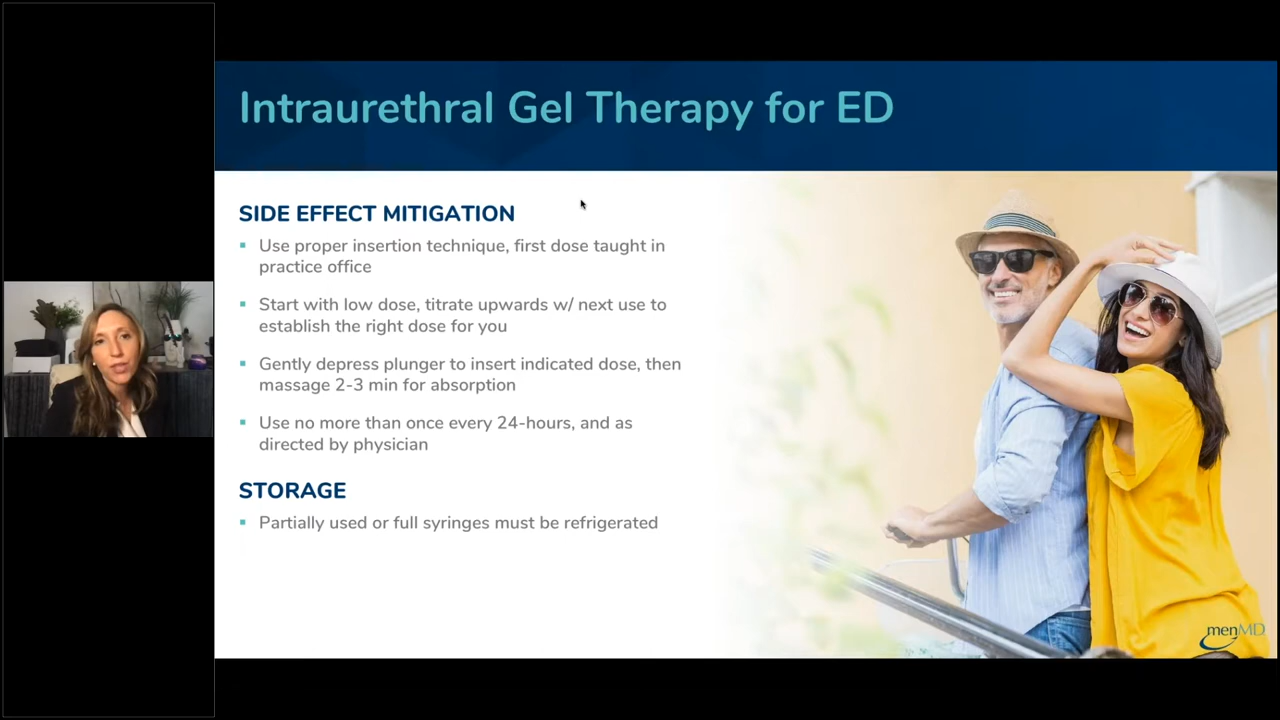 Intraurethral Gel Therapy for ED
SIDE EFFECT MITIGATION
▪ Use proper insertion technique, first dose taught in
practice office
▪ Start with low dose, titrate upwards w/ next use to
establish the right dose for you
▪ Gently depress plunger to insert indicated dose, then
massage 2-3 min for absorption
▪ Use no more than once every 24-hours, and as
directed by physician
STORAGE
▪ Partially used or full syringes must be refrigerated
menMD